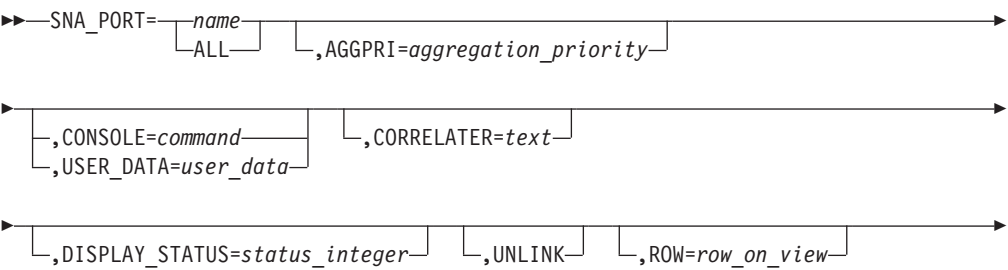 SNA_PORT= name
ALL ,AGGPRI=aggregation_priority
,CONSOLE=command ,CORRELATER=text
,USER_DATA=user_data
,DISPLAY_STATUS=status_integer ,UNLINK ,ROW=row_on_view